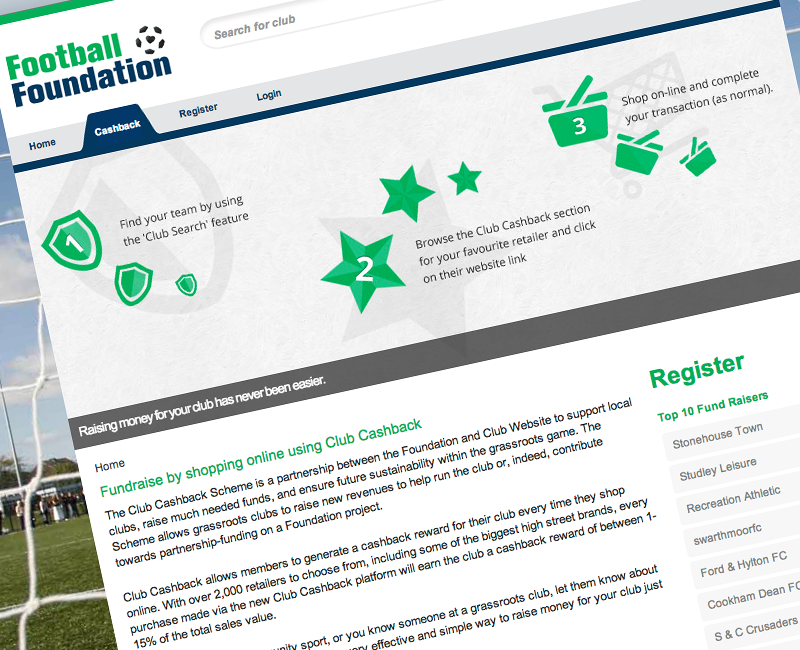 Football
Foundation
Search for club
Home
Cashback
Register
Login
1
Find your team by using
the 'Club Search' feature
2
Browse the Club Cashback section
for your favourite retailer and click
on their website link
3
Shop on-line and complete
your transaction (as normal).
Raising money for your club has never been easier.
Home
Fundraise by shopping online using Club Cashback
The Club Cashback Scheme is a partnership between the Foundation and Club Website to support local
clubs, raise much needed funds, and ensure future sustainability within the grassroots game. The
Scheme allows grassroots clubs to raise new revenues to help run the club or, indeed, contribute
towards partnership-funding on a Foundation project.
Club Cashback allows members to generate a cashback reward for their club every time they shop
online. With over 2,000 retailers to choose from, including some of the biggest high street brands, every
purchase made via the new Club Cashback platform will earn the club a cashback reward of between 1-
15% of the total sales value.
sport, or you know someone at a grassroots club, let them know about
effective and simple way to raise money for your club just
Register
Top 10 Fund Raisers
Stonehouse Town
Studley Leisure
Recreation Athletic
swarthmoorfc
Ford & Hylton FC
Cookham Dean FC
S & C Crusaders